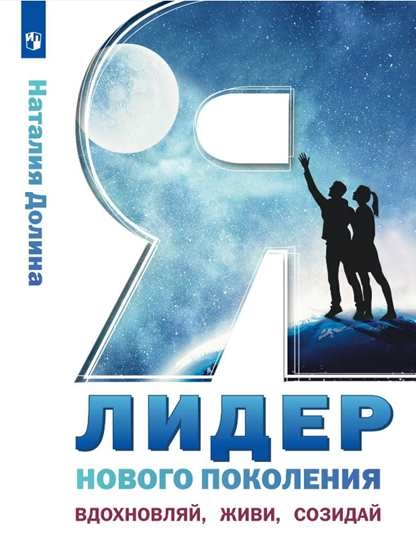 Наталия Долина
Я
ЛИДЕР
НОВОГО ПОКОЛЕНИЯ
ВДОХНОВЛЯЙ, ЖИВИ, СОЗИДАЙ